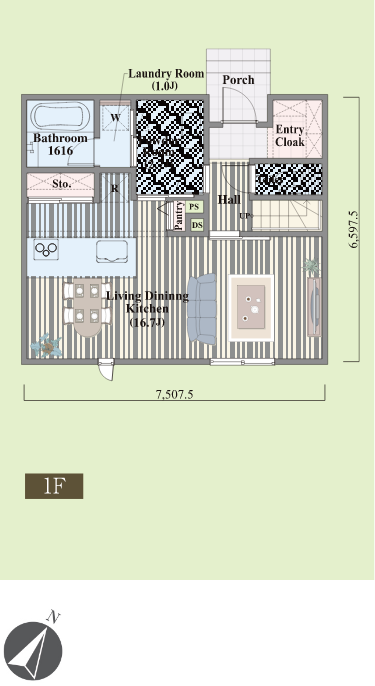 Laundry Room
(1.0J)
Porch
W
Bathroom
1616
Entry
Cloak
Sto.
R
Hall
Pantry
PS
DS
UP
Living Dininng
Kitchen
(16.7J)
6,597.5
7,507.5
1F
N